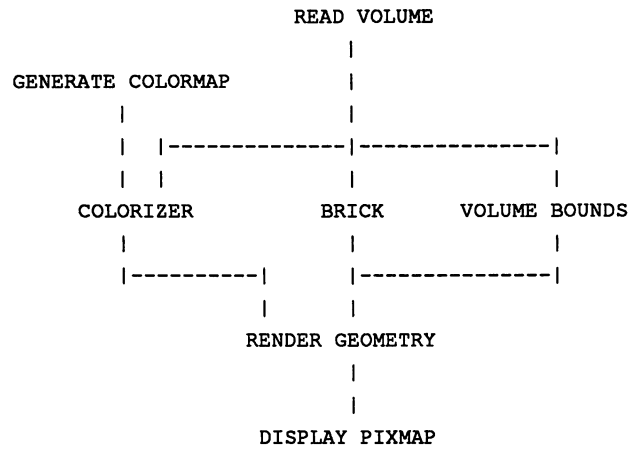 READ VOLUME
GENERATE COLORMAP
COLORIZER BRICK VOLUME BOUNDS
RENDER GEOMETRY
DISPLAY PIXMAP